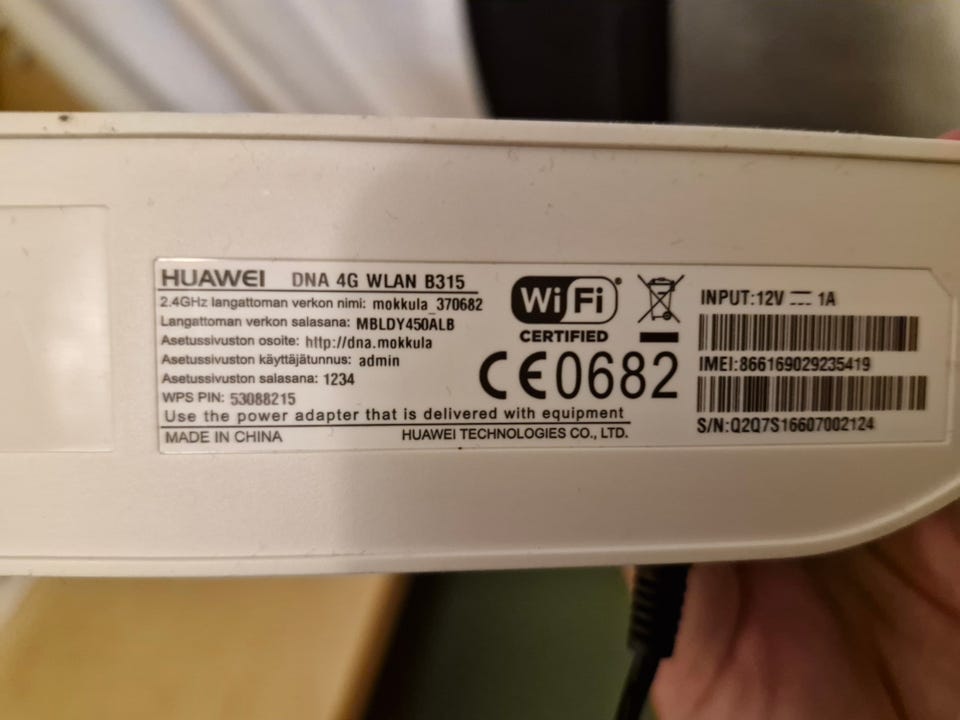 HUAWEI DNA 4G WLAN B315
2.4GHz langattoman verkon nimi: mokkula_370682
Langattoman verkon salasana: MBLDY450ALB
Asetussivuston osoite: http://dna.mokkula
Asetussivuston käyttäjätunnus: admin
Asetussivuston salasana: 1234
WPS PIN: 53088215
Use the power adapter that is delivered with equipment
MADE IN CHINA HUAWEI TECHNOLOGIES CO., LTD.
Wi Fi
CERTIFIED
CE0682
INPUT:12V ⎓ 1A
IMEI:866169029235419
S/N:Q2Q7S16607002124